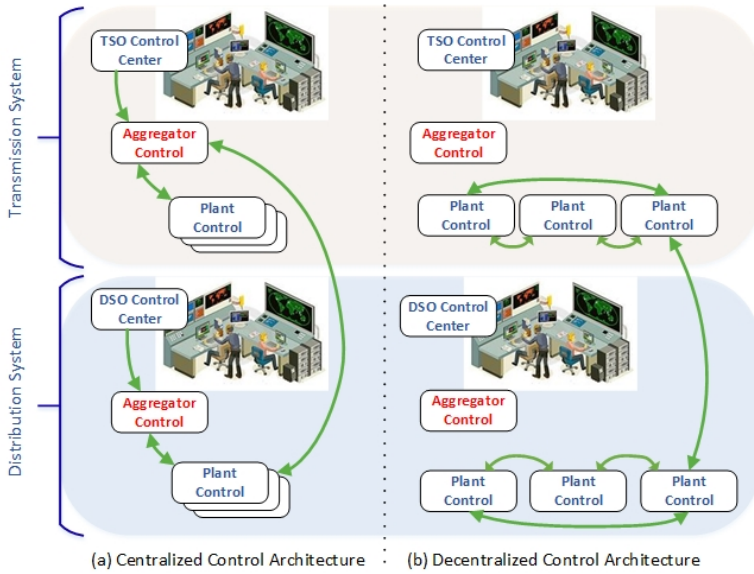 Transmission System
TSO Control
Center
Aggregator
Control
Plant
Control
TSO Control
Center
Aggregator
Control
Plant
Control
Plant
Control
Plant
Control
Distribution System
DSO Control
Center
Aggregator
Control
Plant
Control
DSO Control
Center
Aggregator
Control
Plant
Control
Plant
Control
Plant
Control
(a) Centralized Control Architecture
(b) Decentralized Control Architecture